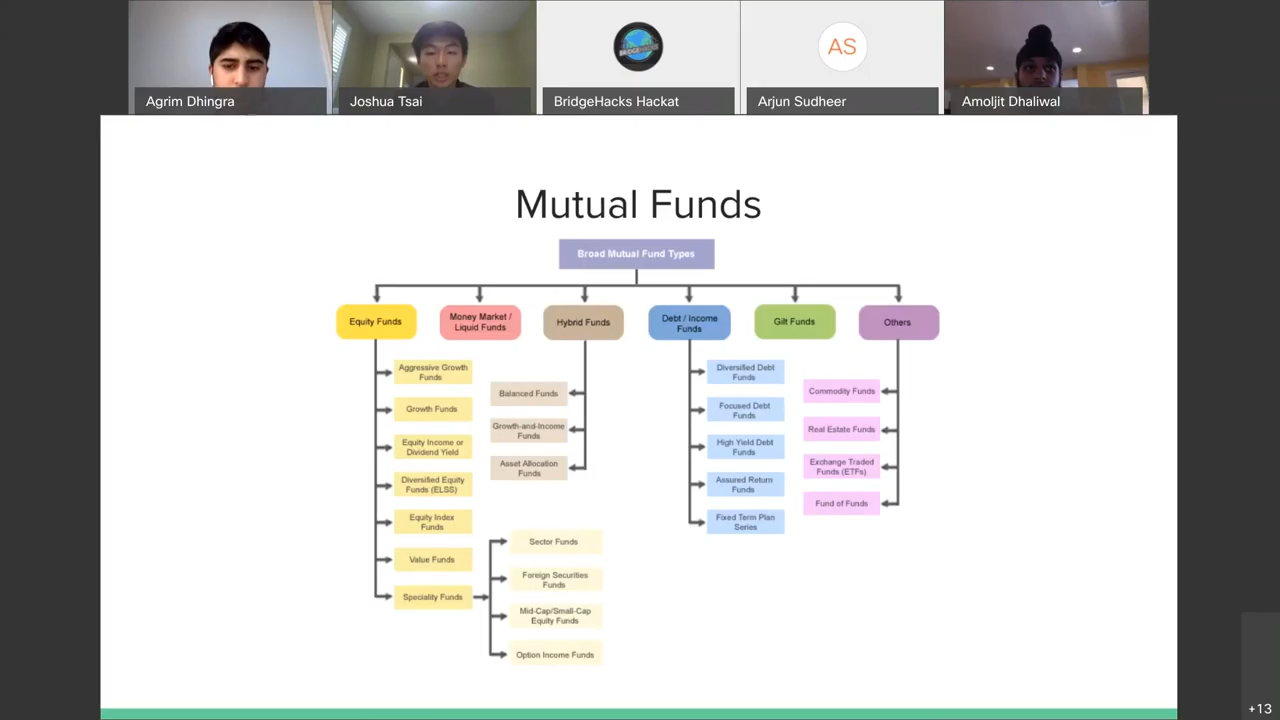 Agrim Dhingra
Joshua Tsai
BRIDGEHACKS
BridgeHacks Hackat
AS
Arjun Sudheer
Amoljit Dhaliwal
Mutual Funds
Broad Mutual Fund Types
Equity Funds
Money Market /
Liquid Funds
Hybrid Funds
Debt / Income
Funds
Gilt Funds
Others
Aggressive Growth
Funds
Growth Funds
Equity Income or
Dividend Yield
Diversified Equity
Funds (ELSS)
Equity Index
Funds
Value Funds
Speciality Funds
Sector Funds
Foreign Securities
Funds
Mid-Cap/Small-Cap
Equity Funds
Option Income Funds
Balanced Funds
Growth-and-Income
Funds
Asset Allocation
Funds
Diversified Debt
Funds
Focused Debt
Funds
High Yield Debt
Funds
Assured Return
Funds
Fixed Term Plan
Series
Commodity Funds
Real Estate Funds
Exchange Traded
Funds (ETFs)
Fund of Funds
+13